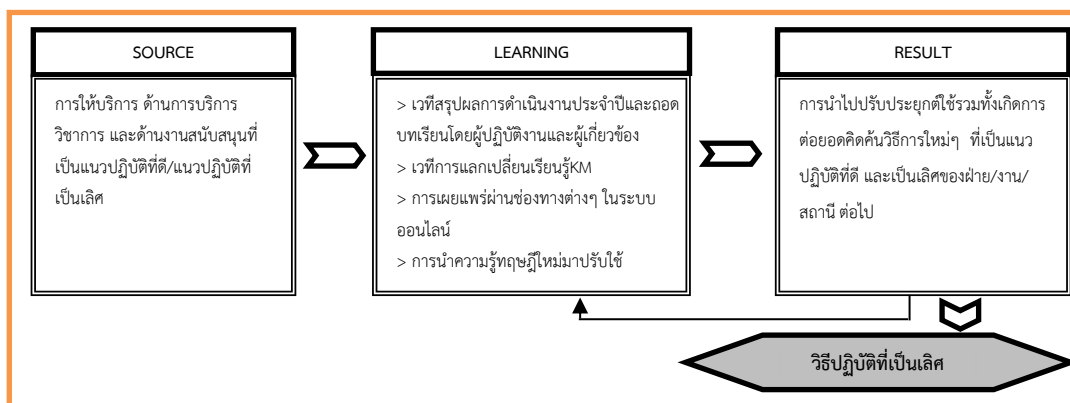 SOURCE
การให้บริการ ด้านการบริการ
วิชาการ และด้านงานสนับสนุนที่
เป็นแนวปฏิบัติที่ดี/แนวปฏิบัติที่
เป็นเลิศ
LEARNING
> เวทีสรุปผลการดำเนินงานประจำปีและถอด
บทเรียนโดยผู้ปฏิบัติงานและผู้เกี่ยวข้อง
> เวทีการแลกเปลี่ยนเรียนรู้KM
> การเผยแพร่ผ่านช่องทางต่างๆ ในระบบ
ออนไลน์
> การนำความรู้ทฤษฎีใหม่มาปรับใช้
RESULT
การนำไปปรับประยุกต์ใช้รวมทั้งเกิดการ
ต่อยอดคิดค้นวิธีการใหม่ๆ ที่เป็นแนว
ปฏิบัติที่ดี และเป็นเลิศของฝ่าย/งาน/
สถานี ต่อไป
วิธีปฏิบัติที่เป็นเลิศ